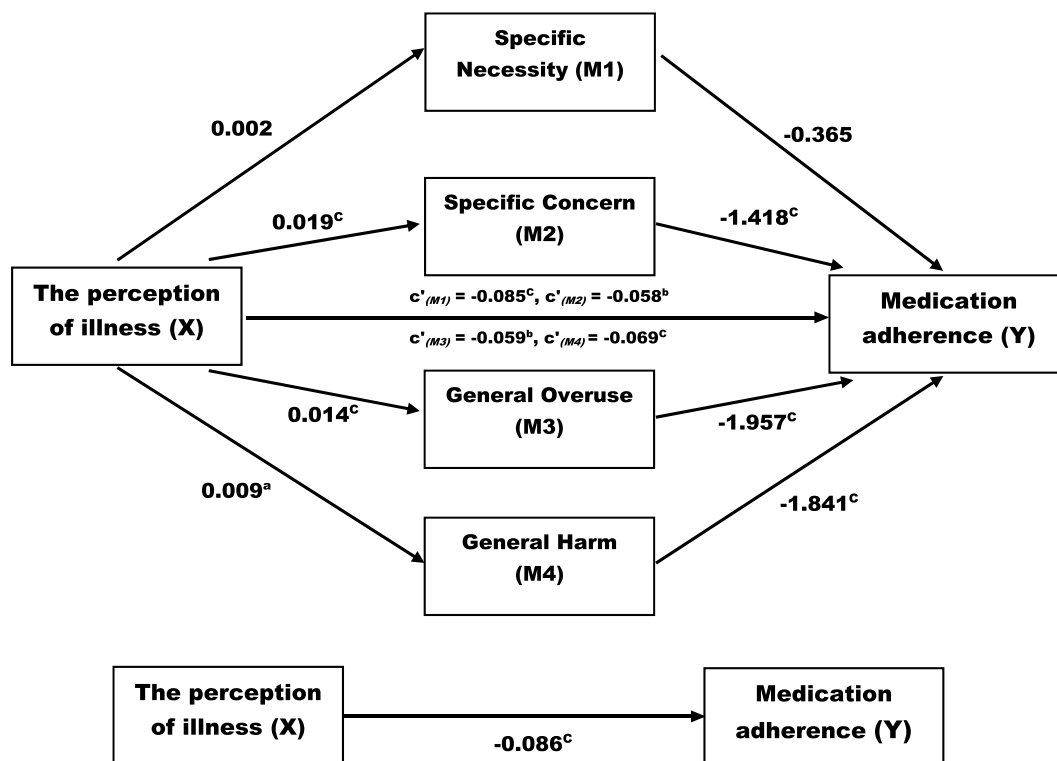 Specific
Necessity (M1)
0.002
-0.365
Specific Concern
(M2)
0.019ᶜ
-1.418ᶜ
The perception
of illness (X)
c'(M1) = -0.085ᶜ, c'(M2) = -0.058ᵇ
c'(M3) = -0.059ᵇ, c'(M4) = -0.069ᶜ
Medication
adherence (Y)
General Overuse
(M3)
0.014ᶜ
-1.957ᶜ
0.009ᵃ
-1.841ᶜ
General Harm
(M4)
The perception
of illness (X)
-0.086ᶜ
Medication
adherence (Y)